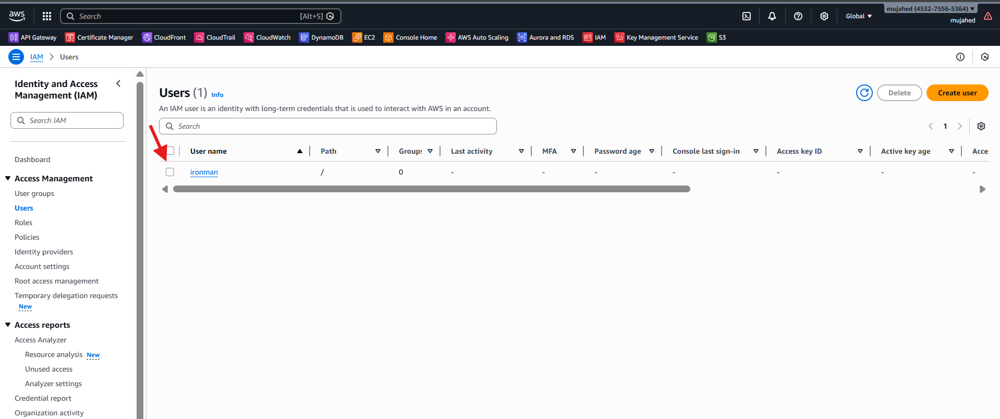 aws
Search [Alt+S]
Global
mujahed (4532-7556-5364)
mujahed
API Gateway Certificate Manager CloudFront CloudTrail CloudWatch DynamoDB EC2 Console Home AWS Auto Scaling Aurora and RDS IAM Key Management Service S3
IAM Users
Identity and Access
Management (IAM)
Search IAM
Dashboard
Access Management
User groups
Users
Roles
Policies
Identity providers
Account settings
Root access management
Temporary delegation requests
New
Access reports
Access Analyzer
Resource analysis New
Unused access
Analyzer settings
Credential report
Organization activity
Users (1) Info
Delete Create user
An IAM user is an identity with long-term credentials that is used to interact with AWS in an account.
Search
1
User name Path Groups Last activity MFA Password age Console last sign-in Access key ID Active key age Acces
ironman / 0 - - - - - - -